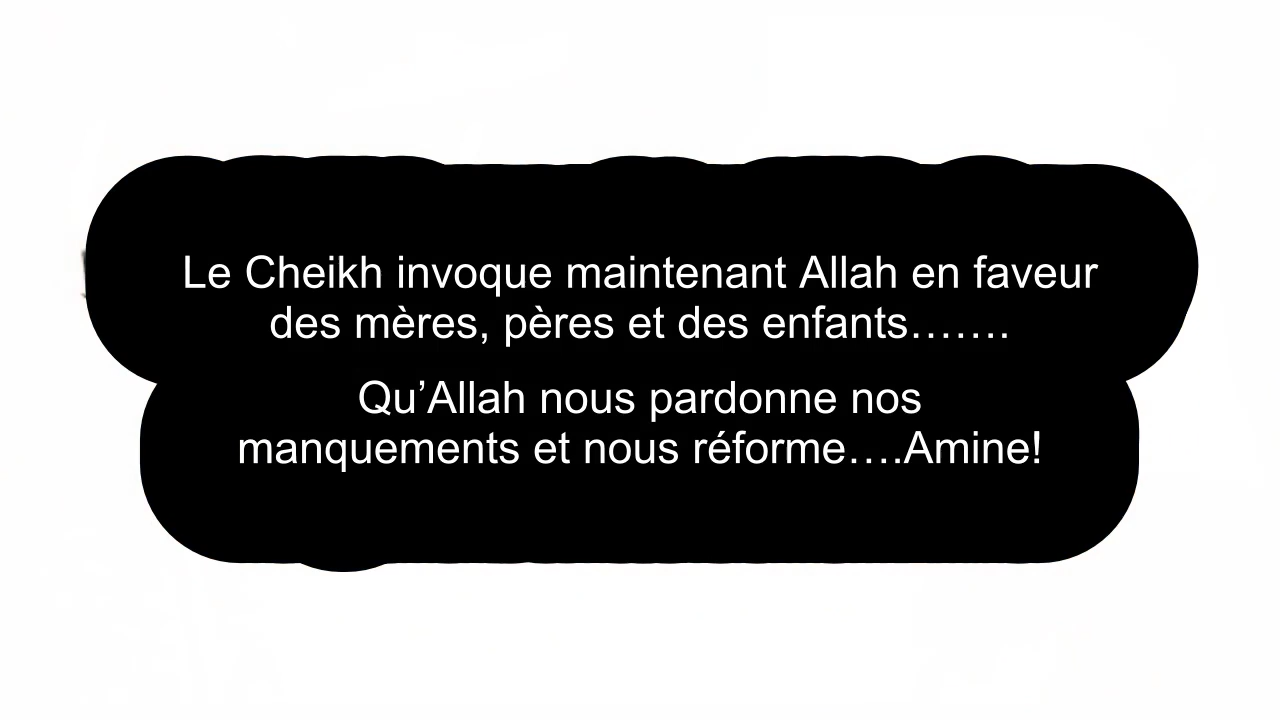 Le Cheikh invoque maintenant Allah en faveur
des mères, pères et des enfants…….
Qu’Allah nous pardonne nos
manquements et nous réforme….Amine!